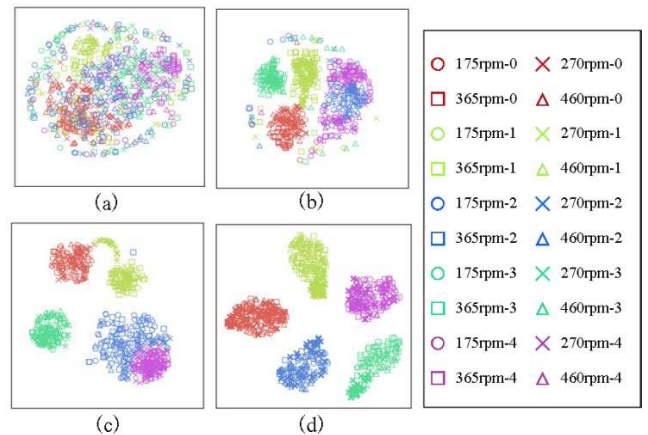 175rpm-0 270rpm-0
365rpm-0 460rpm-0
175rpm-1 270rpm-1
365rpm-1 460rpm-1
175rpm-2 270rpm-2
365rpm-2 460rpm-2
175rpm-3 270rpm-3
365rpm-3 460rpm-3
175rpm-4 270rpm-4
365rpm-4 460rpm-4
(a) (b)
(c) (d)